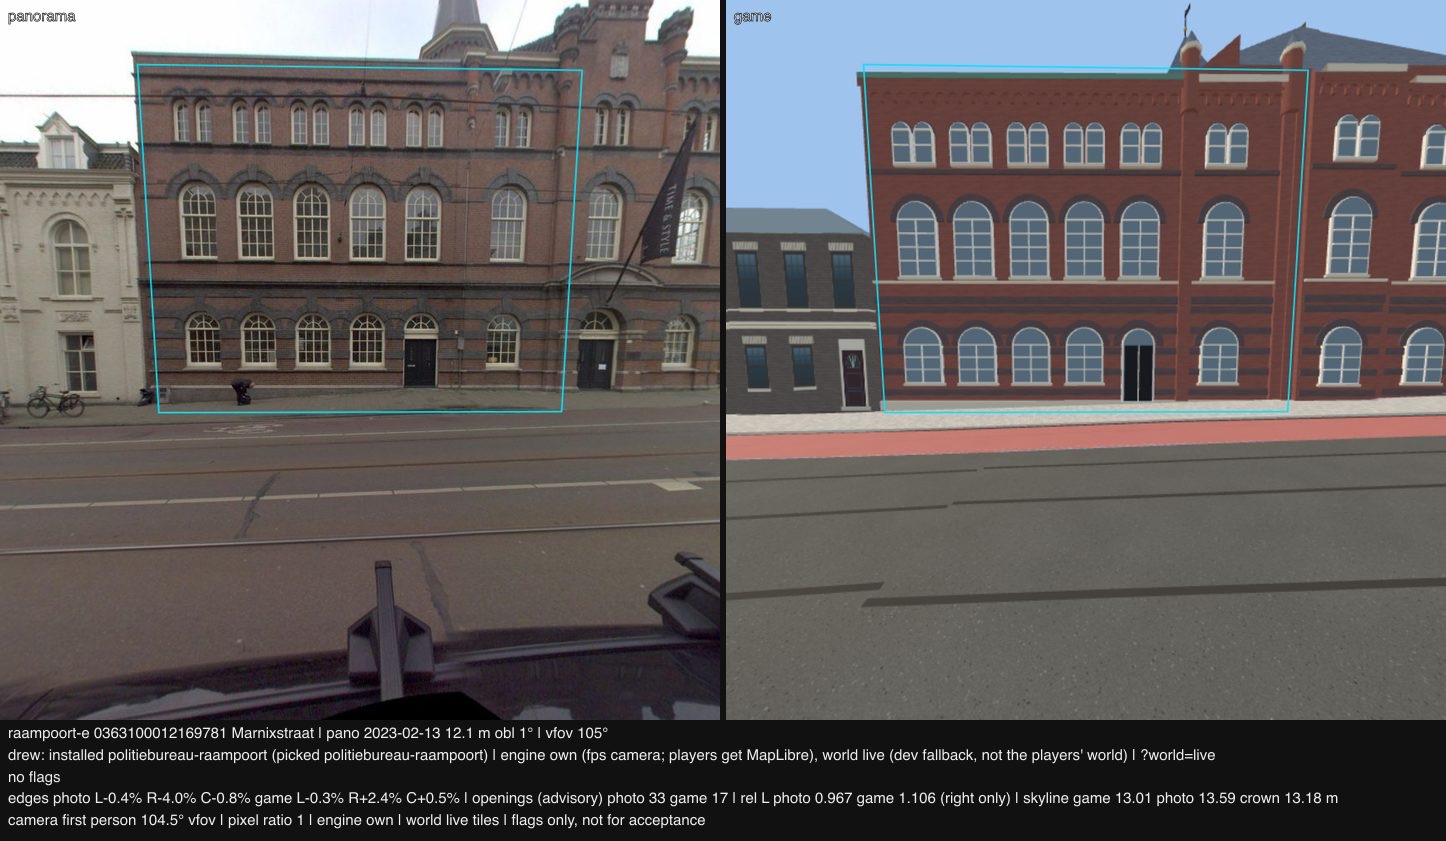 panorama
game
TIME & STYLE
raampoort-e 0363100012169781 Marnixstraat | pano 2023-02-13 12.1 m obl 1° | vfov 105°
drew: installed politiebureau-raampoort (picked politiebureau-raampoort) | engine own (fps camera; players get MapLibre), world live (dev fallback, not the players' world) | ?world=live
no flags
edges photo L-0.4% R-4.0% C-0.8% game L-0.3% R+2.4% C+0.5% | openings (advisory) photo 33 game 17 | rel L photo 0.967 game 1.106 (right only) | skyline game 13.01 photo 13.59 crown 13.18 m
camera first person 104.5° vfov | pixel ratio 1 | engine own | world live tiles | flags only, not for acceptance